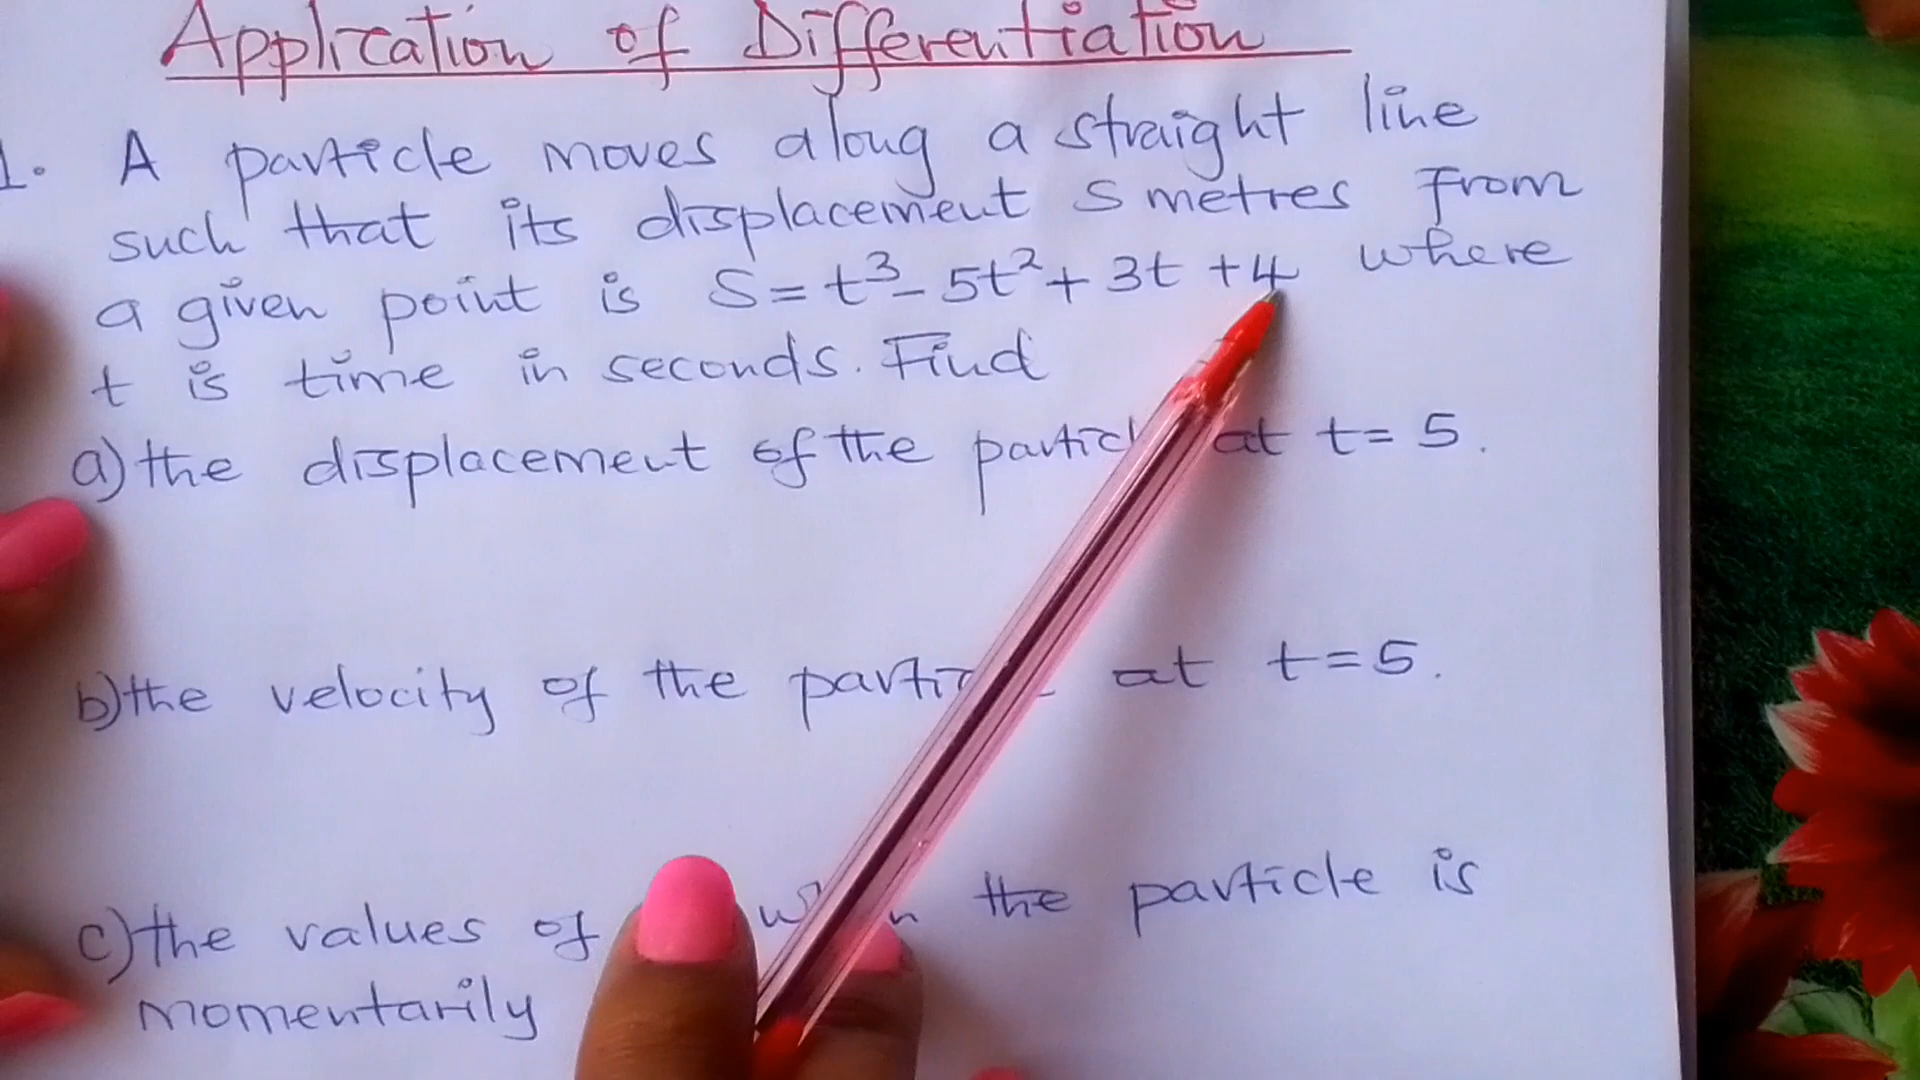 Application of Differentiation
1. A particle moves along a straight line
such that its displacement S metres from
a given point is S = t³ - 5t² + 3t + 4 where
t is time in seconds. Find
a) the displacement of the at t = 5.
b) the velocity of the at t = 5.
c) the values of the particle is
momentarily